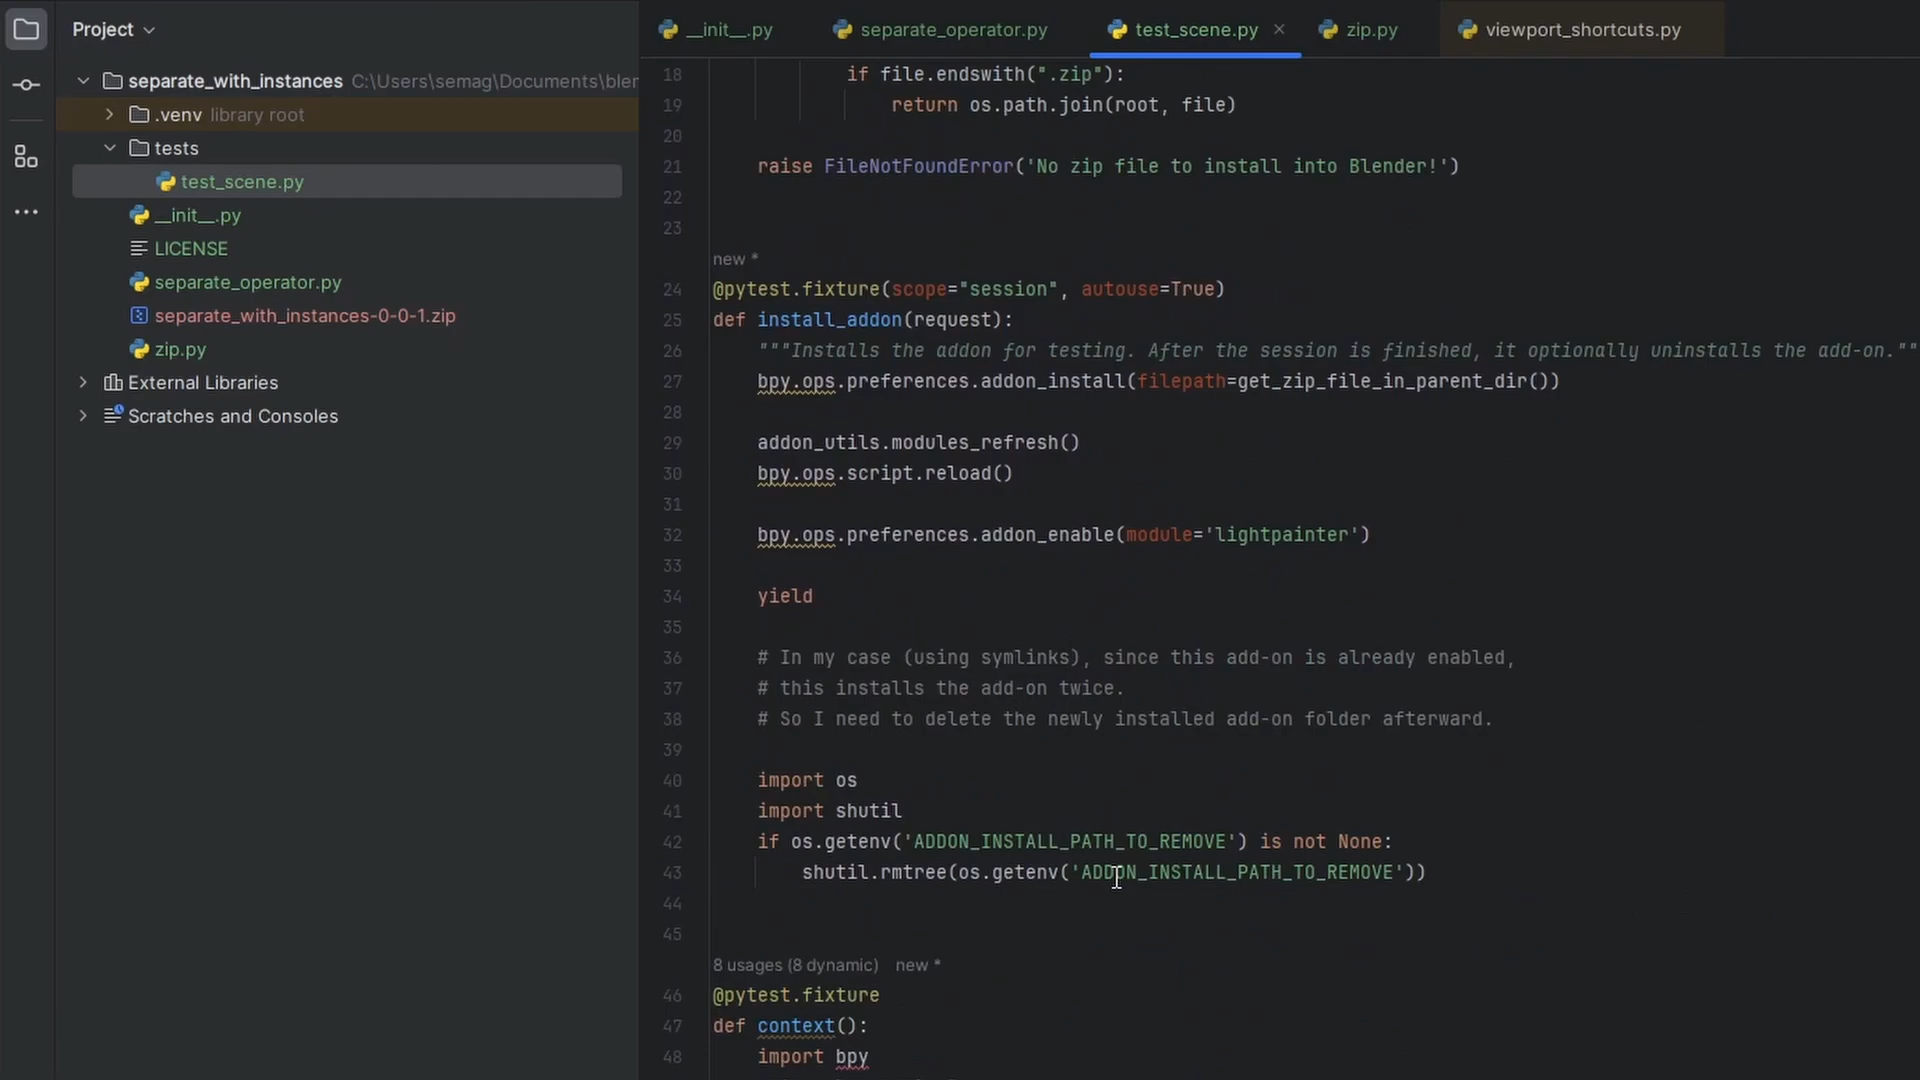 Project
separate_with_instances C:\Users\semag\Documents\blen
.venv library root
tests
test_scene.py
__init__.py
LICENSE
separate_operator.py
separate_with_instances-0-0-1.zip
zip.py
External Libraries
Scratches and Consoles
__init__.py separate_operator.py test_scene.py zip.py viewport_shortcuts.py
18 if file.endswith(".zip"):
19 return os.path.join(root, file)
20
21 raise FileNotFoundError('No zip file to install into Blender!')
22
23
new *
24 @pytest.fixture(scope="session", autouse=True)
25 def install_addon(request):
26 """Installs the addon for testing. After the session is finished, it optionally uninstalls the add-on.""
27 bpy.ops.preferences.addon_install(filepath=get_zip_file_in_parent_dir())
28
29 addon_utils.modules_refresh()
30 bpy.ops.script.reload()
31
32 bpy.ops.preferences.addon_enable(module='lightpainter')
33
34 yield
35
36 # In my case (using symlinks), since this add-on is already enabled,
37 # this installs the add-on twice.
38 # So I need to delete the newly installed add-on folder afterward.
39
40 import os
41 import shutil
42 if os.getenv('ADDON_INSTALL_PATH_TO_REMOVE') is not None:
43 shutil.rmtree(os.getenv('ADDON_INSTALL_PATH_TO_REMOVE'))
44
45
8 usages (8 dynamic) new *
46 @pytest.fixture
47 def context():
48 import bpy